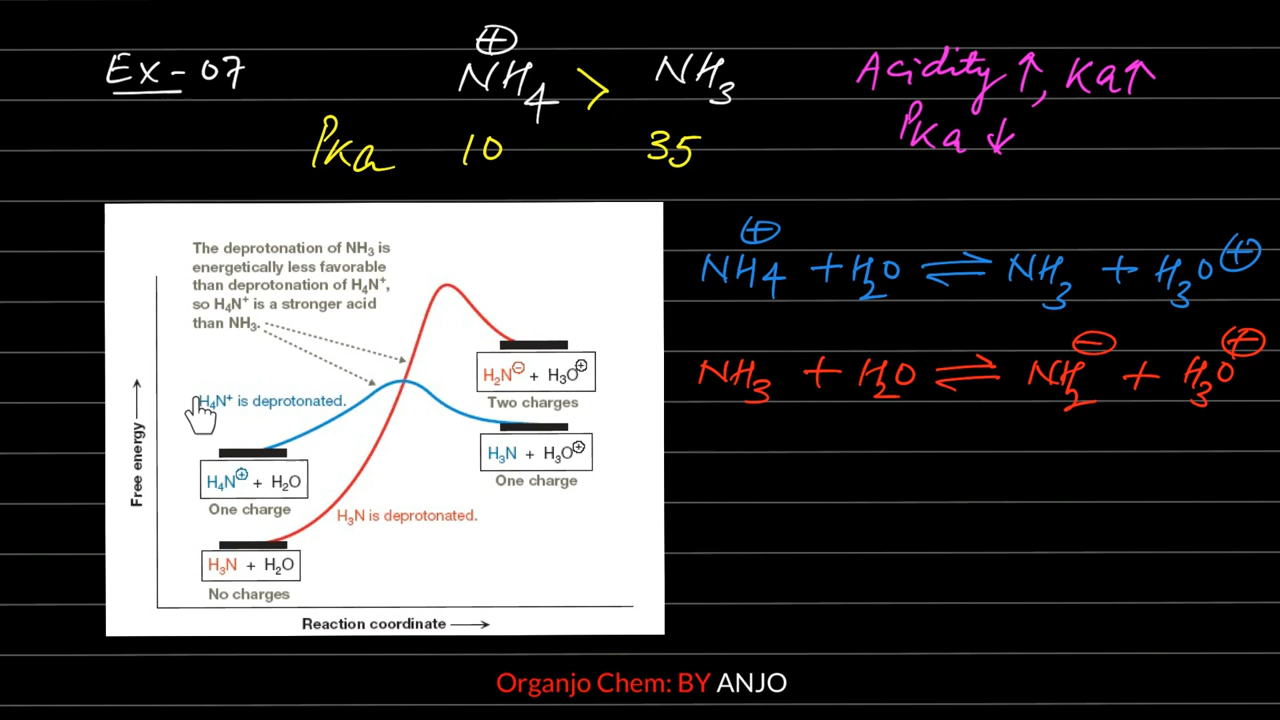 Ex-07
⊕
NH4 > NH3
Acidity ↑, Ka↑
PKa ↓
PKa 10 35
The deprotonation of NH₃ is
energetically less favorable
than deprotonation of H₄N⁺,
so H₄N⁺ is a stronger acid
than NH₃.
H₄N⁺ is deprotonated.
H₃N is deprotonated.
H₂N⊖ + H₃O⊕
Two charges
H₃N + H₃O⊕
One charge
H₄N⊕ + H₂O
One charge
H₃N + H₂O
No charges
Free energy →
Reaction coordinate →
NH4⊕ + H₂O ⇌ NH₃ + H₃O⊕
NH₃ + H₂O ⇌ NH₂⊖ + H₃O⊕
Organjo Chem: BY ANJO